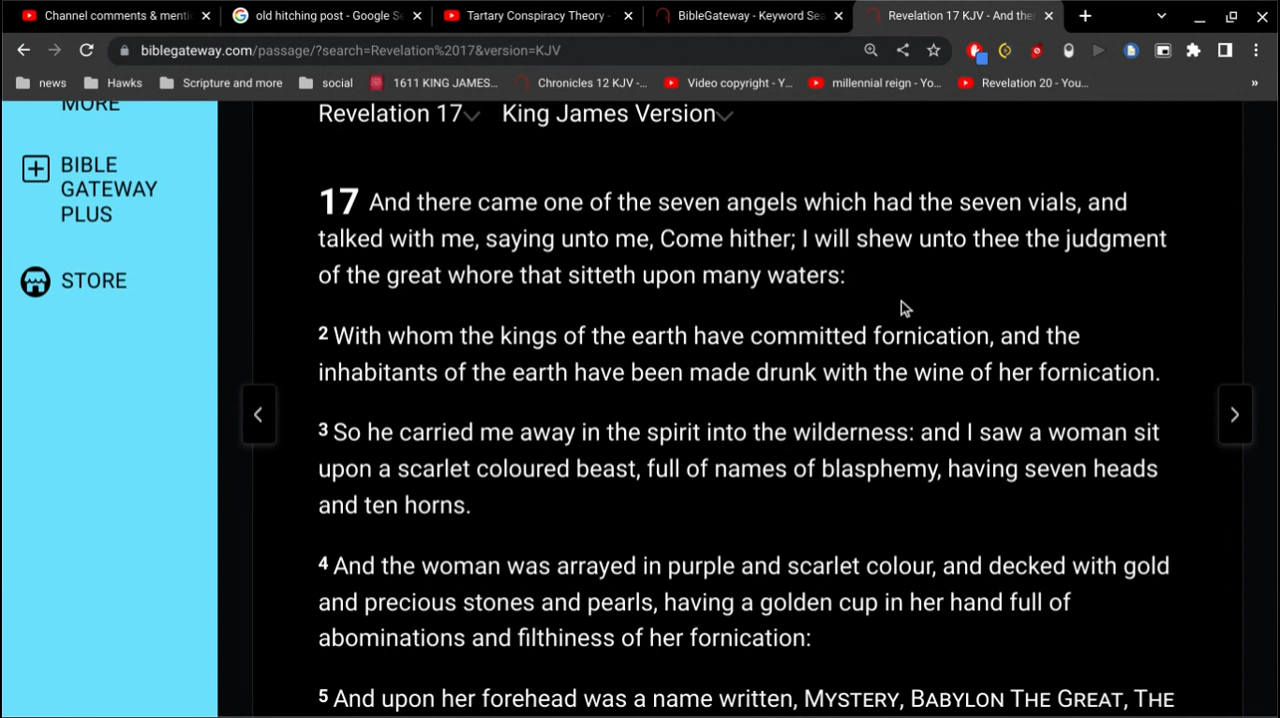 Channel comments & menti
old hitching post - Google Se
Tartary Conspiracy Theory -
BibleGateway - Keyword Sea
Revelation 17 KJV - And the
biblegateway.com/passage/?search=Revelation%2017&version=KJV
news
Hawks
Scripture and more
social
1611 KING JAMES...
Chronicles 12 KJV -...
Video copyright - Y...
millennial reign - Yo...
Revelation 20 - You...
»
MORE
BIBLE
GATEWAY
PLUS
STORE
Revelation 17 King James Version
17 And there came one of the seven angels which had the seven vials, and
talked with me, saying unto me, Come hither; I will shew unto thee the judgment
of the great whore that sitteth upon many waters:
2 With whom the kings of the earth have committed fornication, and the
inhabitants of the earth have been made drunk with the wine of her fornication.
3 So he carried me away in the spirit into the wilderness: and I saw a woman sit
upon a scarlet coloured beast, full of names of blasphemy, having seven heads
and ten horns.
4 And the woman was arrayed in purple and scarlet colour, and decked with gold
and precious stones and pearls, having a golden cup in her hand full of
abominations and filthiness of her fornication:
5 And upon her forehead was a name written, Mystery, Babylon The Great, The